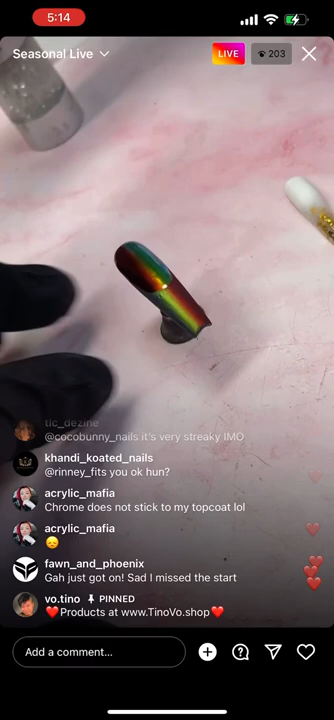 5:14
Seasonal Live
LIVE
203
tic_dezine
@cocobunny_nails it's very streaky IMO
khandi_koated_nails
@rinney_fits you ok hun?
acrylic_mafia
Chrome does not stick to my topcoat lol
acrylic_mafia
😞
fawn_and_phoenix
Gah just got on! Sad I missed the start
vo.tino PINNED
❤️Products at www.TinoVo.shop❤️
Add a comment...